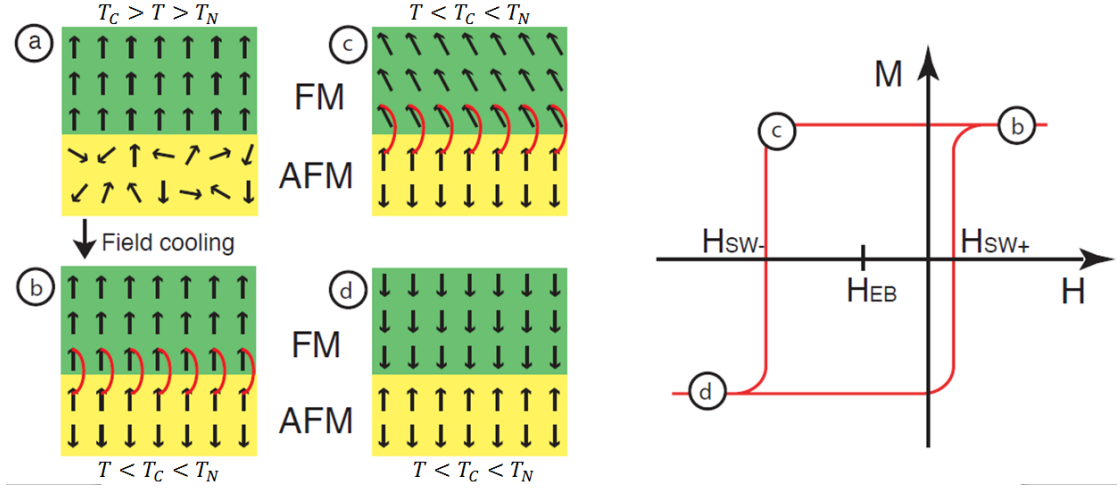 T_C > T > T_N
a
Field cooling
b
T < T_C < T_N
T < T_C < T_N
c
FM
AFM
d
FM
AFM
T < T_C < T_N
M
c
b
H_SW-
H_SW+
H_EB
H
d